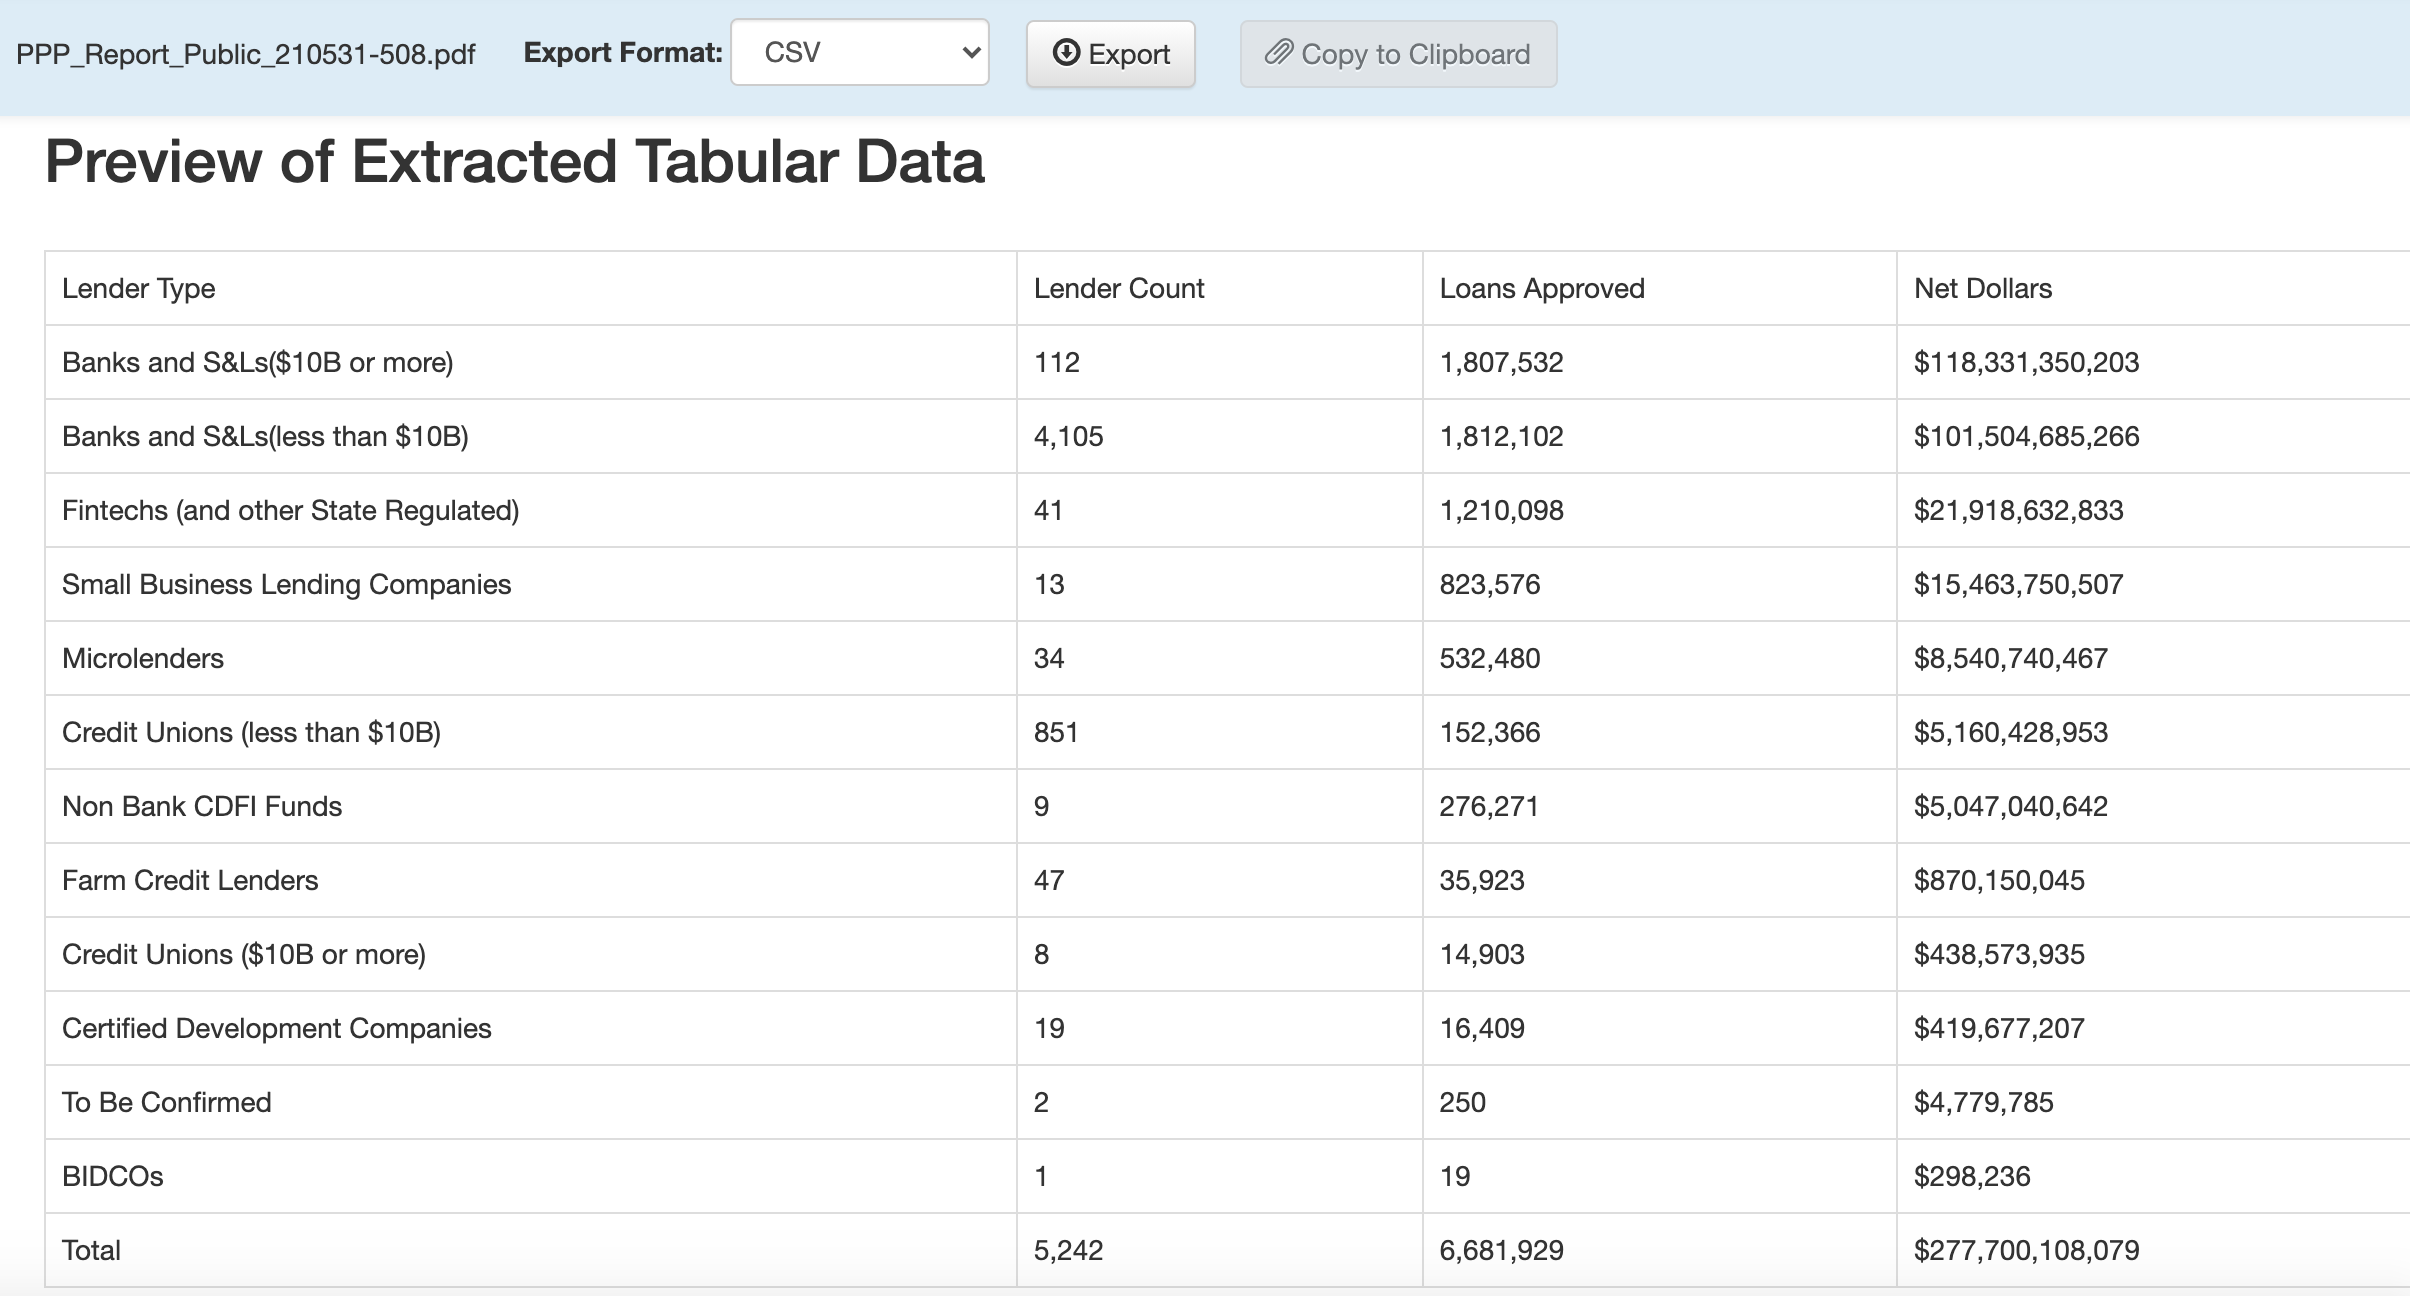 PPP_Report_Public_210531-508.pdf Export Format: CSV Export Copy to Clipboard
Preview of Extracted Tabular Data
Lender Type Lender Count Loans Approved Net Dollars
Banks and S&Ls($10B or more) 112 1,807,532 $118,331,350,203
Banks and S&Ls(less than $10B) 4,105 1,812,102 $101,504,685,266
Fintechs (and other State Regulated) 41 1,210,098 $21,918,632,833
Small Business Lending Companies 13 823,576 $15,463,750,507
Microlenders 34 532,480 $8,540,740,467
Credit Unions (less than $10B) 851 152,366 $5,160,428,953
Non Bank CDFI Funds 9 276,271 $5,047,040,642
Farm Credit Lenders 47 35,923 $870,150,045
Credit Unions ($10B or more) 8 14,903 $438,573,935
Certified Development Companies 19 16,409 $419,677,207
To Be Confirmed 2 250 $4,779,785
BIDCOs 1 19 $298,236
Total 5,242 6,681,929 $277,700,108,079